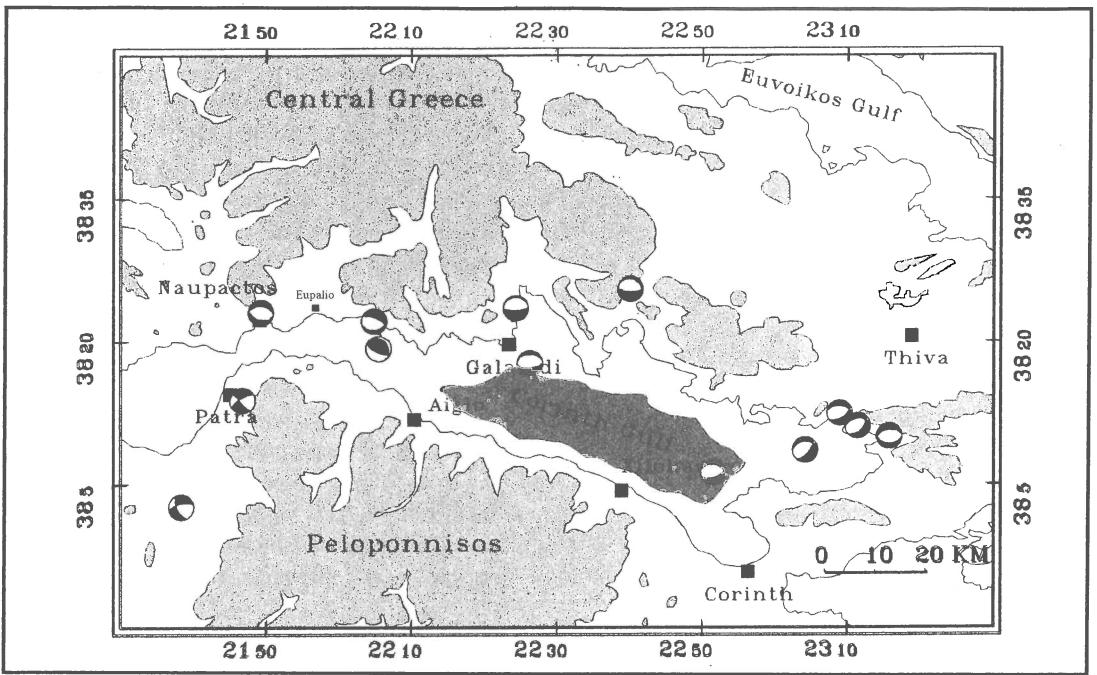 21 50 22 10 22 30 22 50 23 10
Euvoikos Gulf
Central Greece
38 35 38 35
Naupactos
Eupalio
38 20 38 20
Thiva
Patra
38 5 38 5
Peloponnisos
0 10 20 KM
Corinth
21 50 22 10 22 30 22 50 23 10